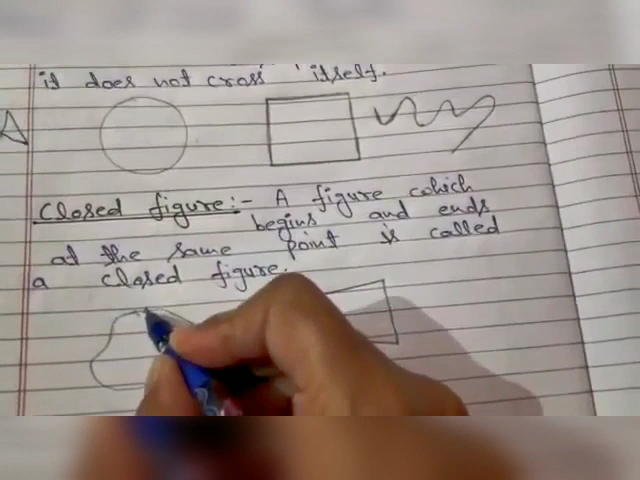 it does not cross itself.
Closed figure:- A figure which
begins and ends
at the same point is called
a closed figure.